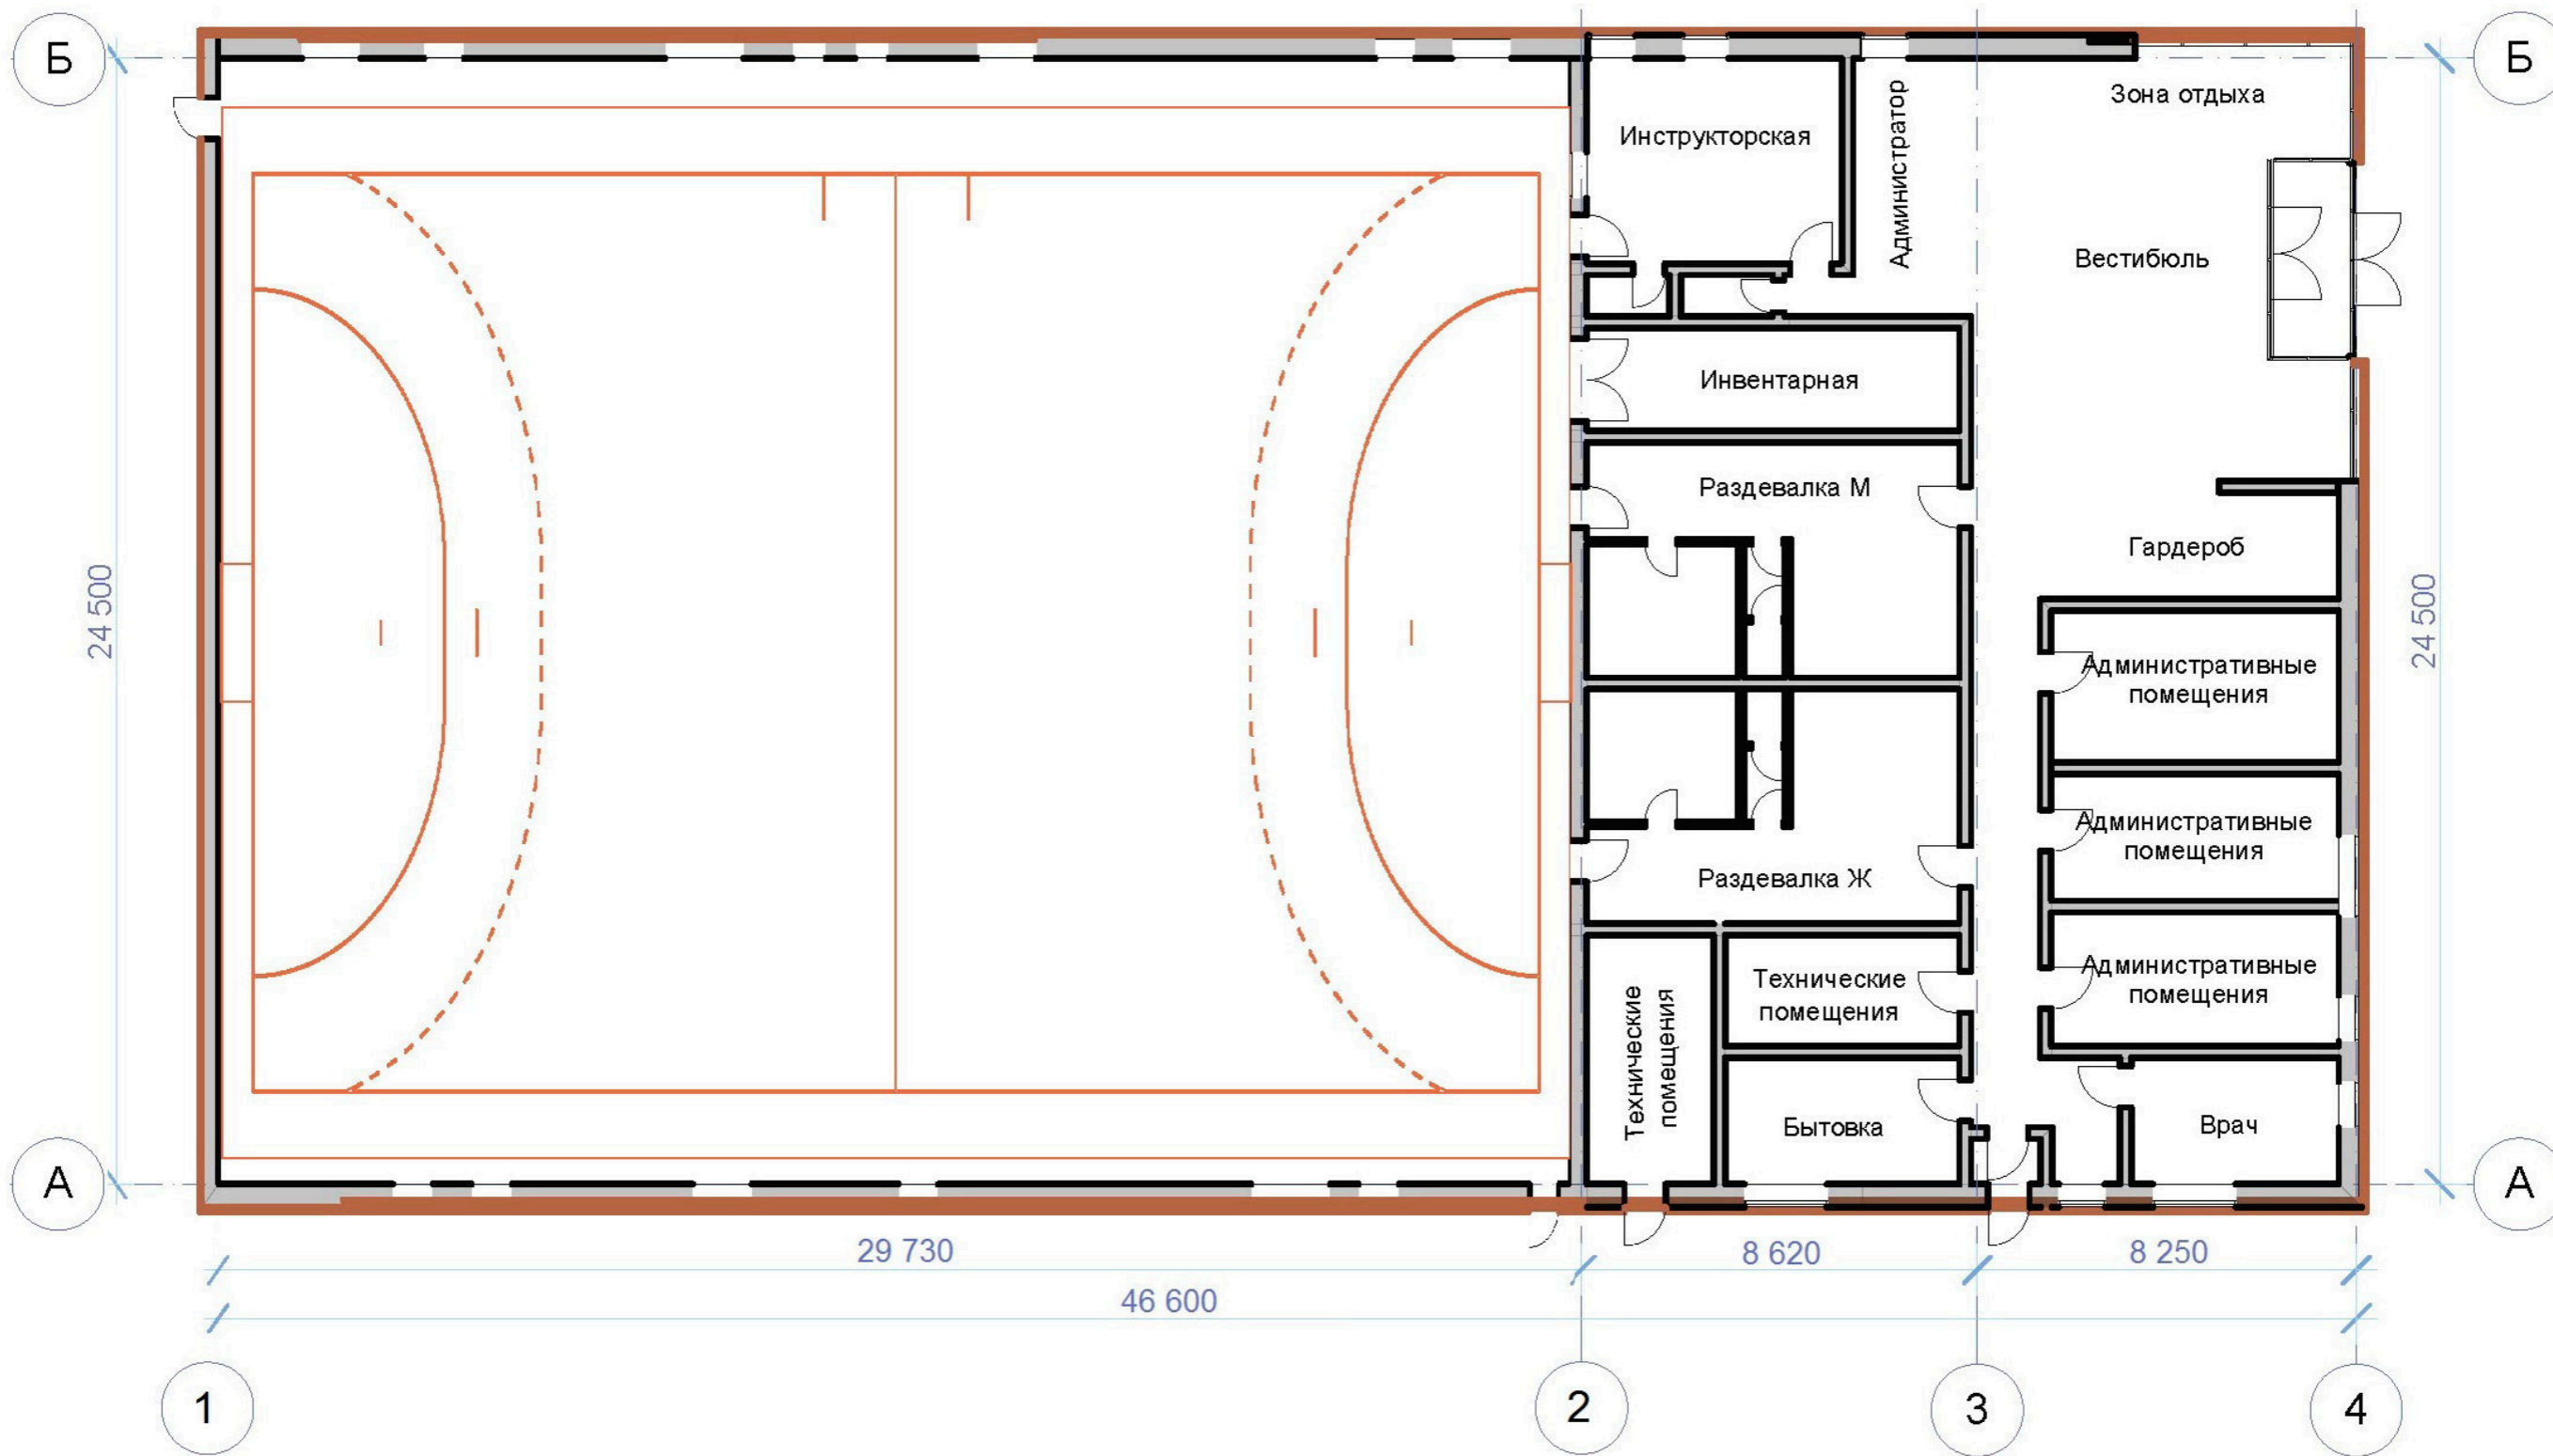 Б
Б
Зона отдыха
Инструкторская
Администратор
Вестибюль
Инвентарная
Раздевалка М
Гардероб
24 500
24 500
Административные
помещения
Административные
помещения
Раздевалка Ж
Административные
помещения
Технические
помещения
Технические
помещения
Бытовка
Врач
А
А
29 730
8 620
8 250
46 600
1
2
3
4